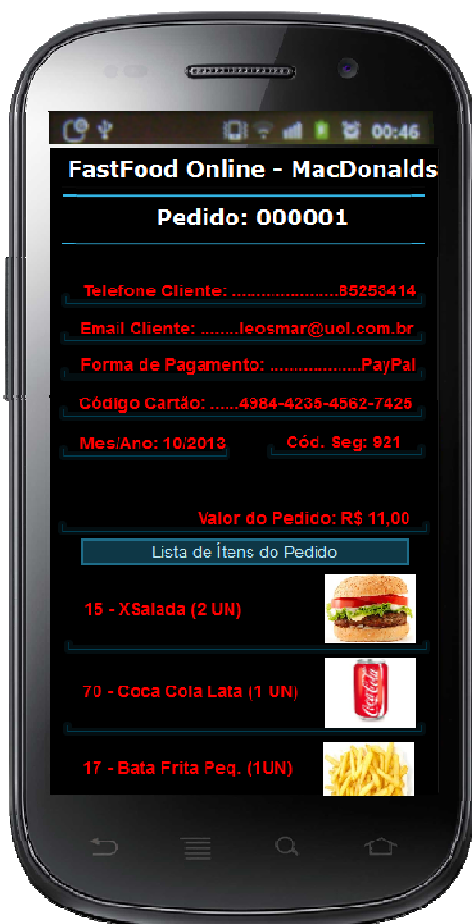 00:46
FastFood Online - MacDonalds
Pedido: 000001
Telefone Cliente: ......................85253414
Email Cliente: ........leosmar@uol.com.br
Forma de Pagamento: ...................PayPal
Código Cartão: ......4984-4235-4562-7425
Mes/Ano: 10/2013 Cód. Seg: 921
Valor do Pedido: R$ 11,00
Lista de Ítens do Pedido
15 - XSalada (2 UN)
70 - Coca Cola Lata (1 UN)
Coca-Cola
17 - Bata Frita Peq. (1UN)